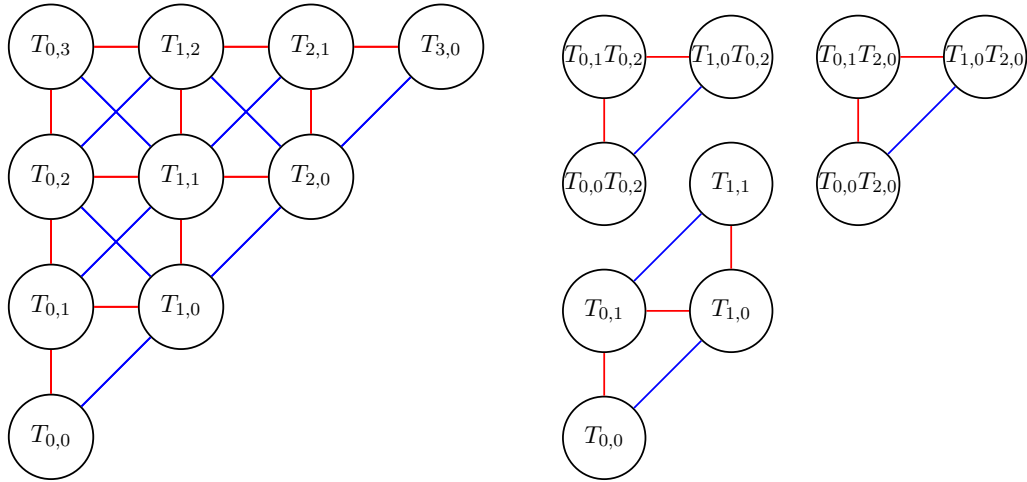 T0,3 T1,2 T2,1 T3,0
T0,2 T1,1 T2,0
T0,1 T1,0
T0,0
T0,1T0,2 T1,0T0,2
T0,0T0,2
T0,1T2,0 T1,0T2,0
T0,0T2,0
T1,1
T0,1 T1,0
T0,0